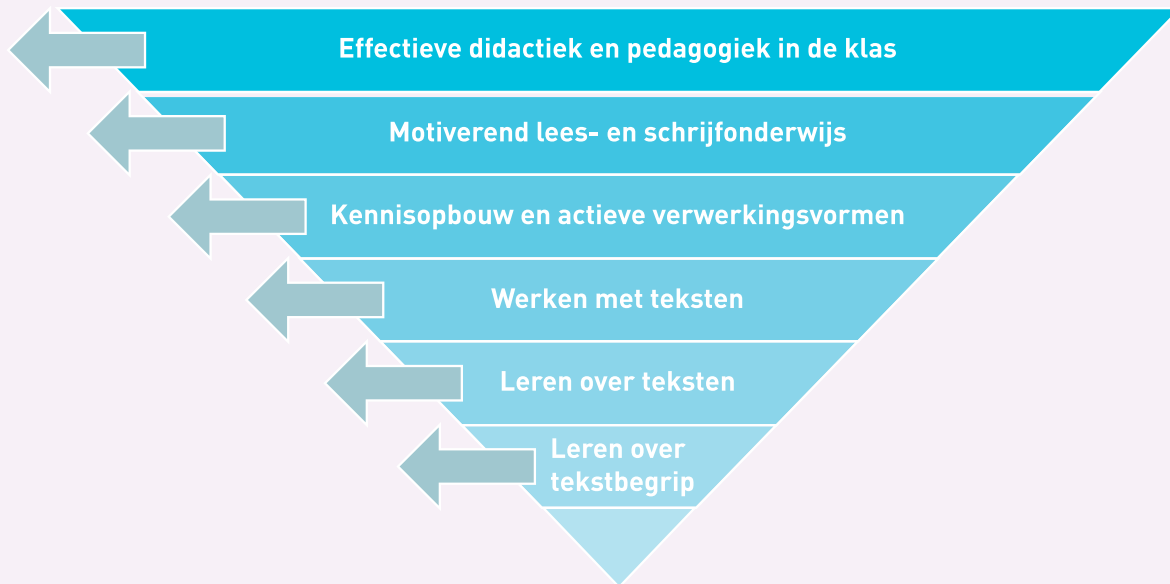 Effectieve didactiek en pedagogiek in de klas
Motiverend lees- en schrijfonderwijs
Kennisopbouw en actieve verwerkingsvormen
Werken met teksten
Leren over teksten
Leren over
tekstbegrip